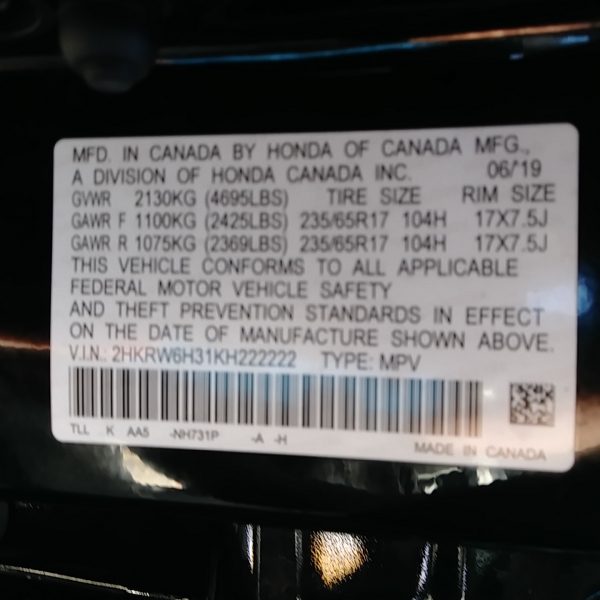 MFD. IN CANADA BY HONDA OF CANADA MFG.,
A DIVISION OF HONDA CANADA INC. 06/'19
GVWR 2130KG (4695LBS) TIRE SIZE RIM SIZE
GAWR F 1100KG (2425LBS) 235/65R17 104H 17X7.5J
GAWR R 1075KG (2369LBS) 235/65R17 104H 17X7.5J
THIS VEHICLE CONFORMS TO ALL APPLICABLE
FEDERAL MOTOR VEHICLE SAFETY
AND THEFT PREVENTION STANDARDS IN EFFECT
ON THE DATE OF MANUFACTURE SHOWN ABOVE.
V.I.N.: 2HKRW6H31KH222222 TYPE: MPV
TLL K AA5 -NH731P -A -H
MADE IN CANADA